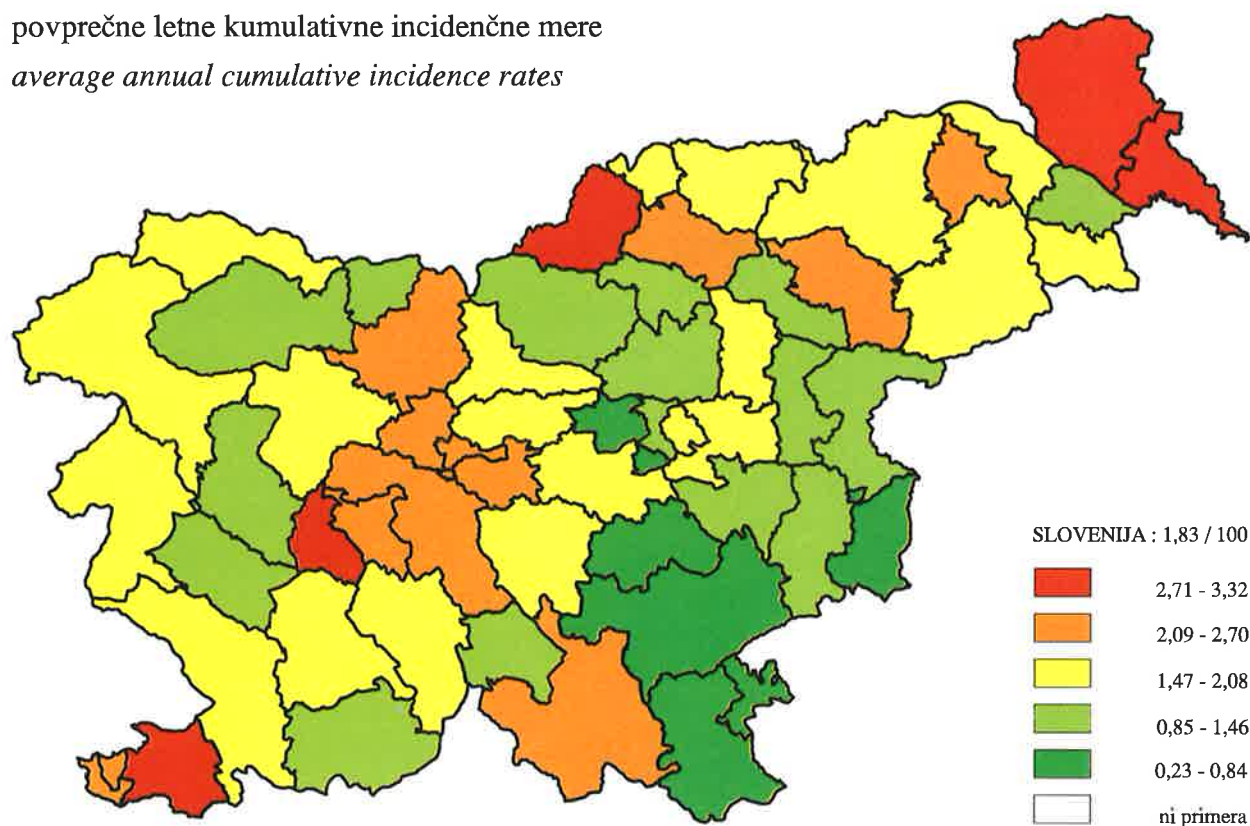 povprečne letne kumulativne incidenčne mere
average annual cumulative incidence rates
SLOVENIJA : 1,83 / 100
2,71 - 3,32
2,09 - 2,70
1,47 - 2,08
0,85 - 1,46
0,23 - 0,84
ni primera